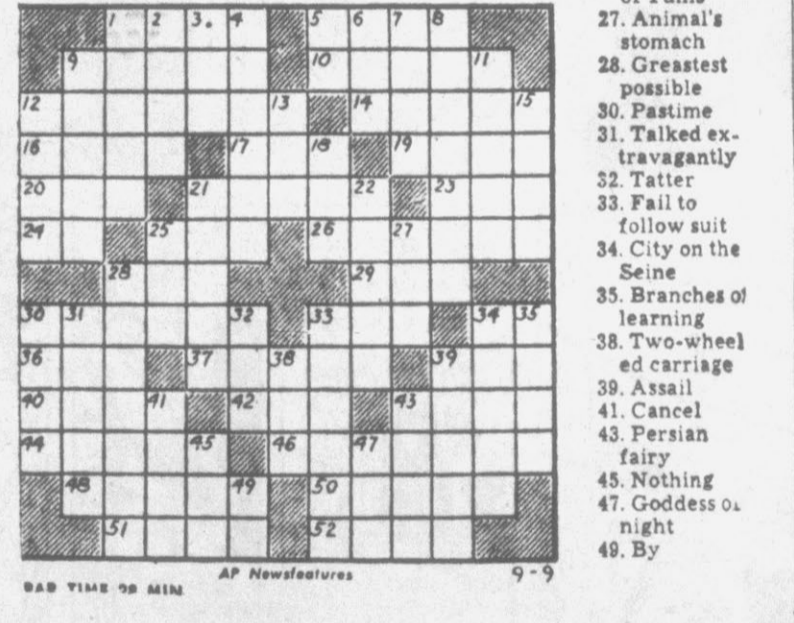 1 2 3. 4 5 6 7 8
9 10 11
12 13 14 15
16 17 18 19
20 21 22 23
24 25 26 27
28 29
30 31 32 33 34 35
36 37 38 39
40 41 42 43
44 45 46 47
48 49 50
51 52
AP Newsfeatures 9-9
TIME
27. Animal's
stomach
28. Greastest
possible
30. Pastime
31. Talked ex-
travagantly
32. Tatter
33. Fail to
follow suit
34. City on the
Seine
35. Branches of
learning
38. Two-wheel
ed carriage
39. Assail
41. Cancel
43. Persian
fairy
45. Nothing
47. Goddess of
night
49. By